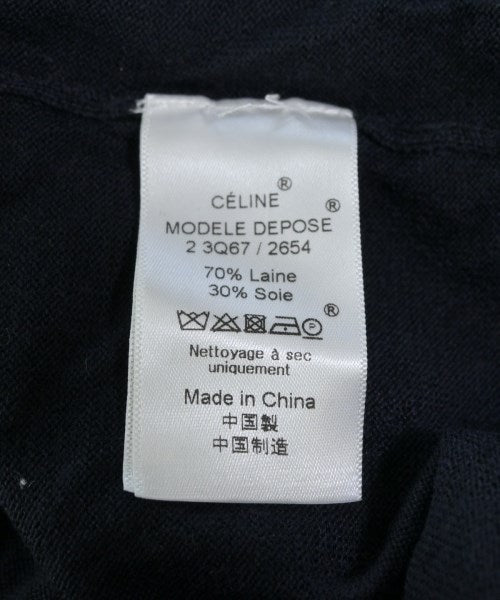 CÉLINE®
MODELE DEPOSE®
2 3Q67 / 2654
70% Laine
30% Soie
P ®
Nettoyage à sec
uniquement
Made in China
中国製
中国制造